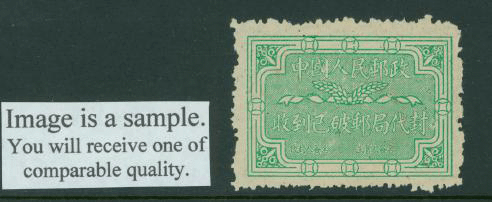 Image is a sample.
You will receive one of
comparable quality.
中國人民郵政
收到已破郵局代封